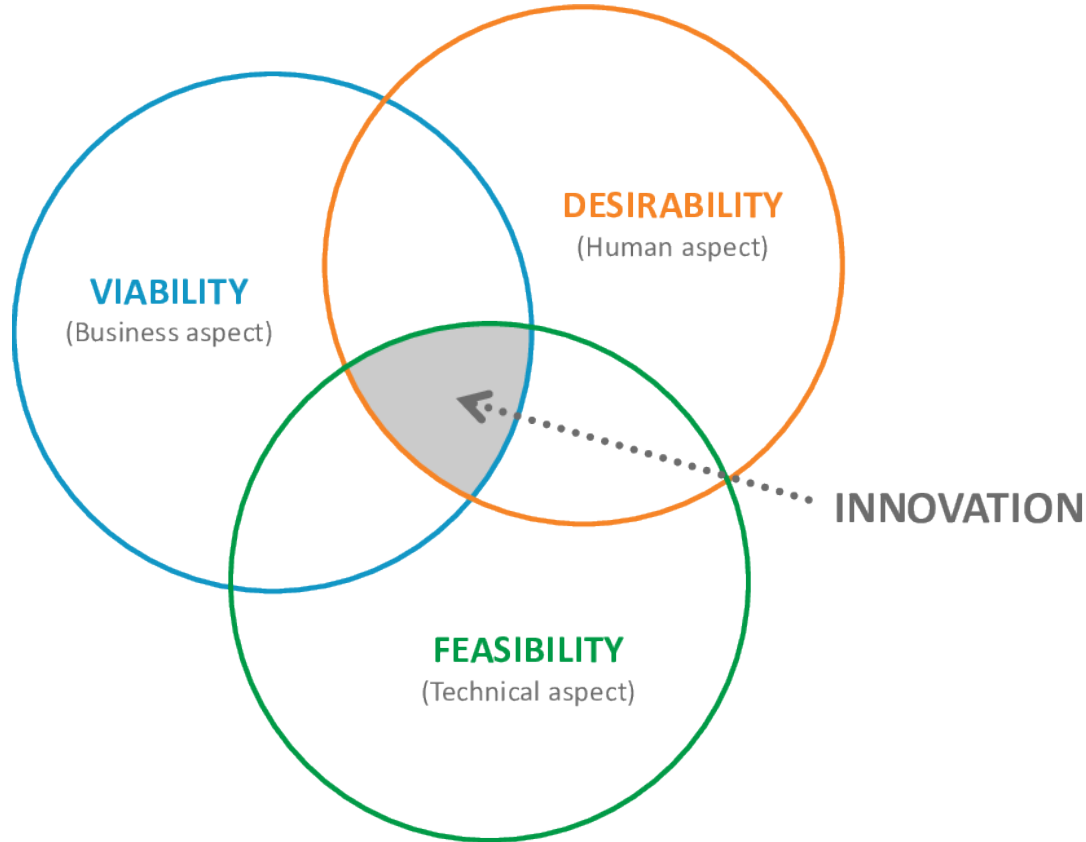 DESIRABILITY
(Human aspect)
VIABILITY
(Business aspect)
INNOVATION
FEASIBILITY
(Technical aspect)